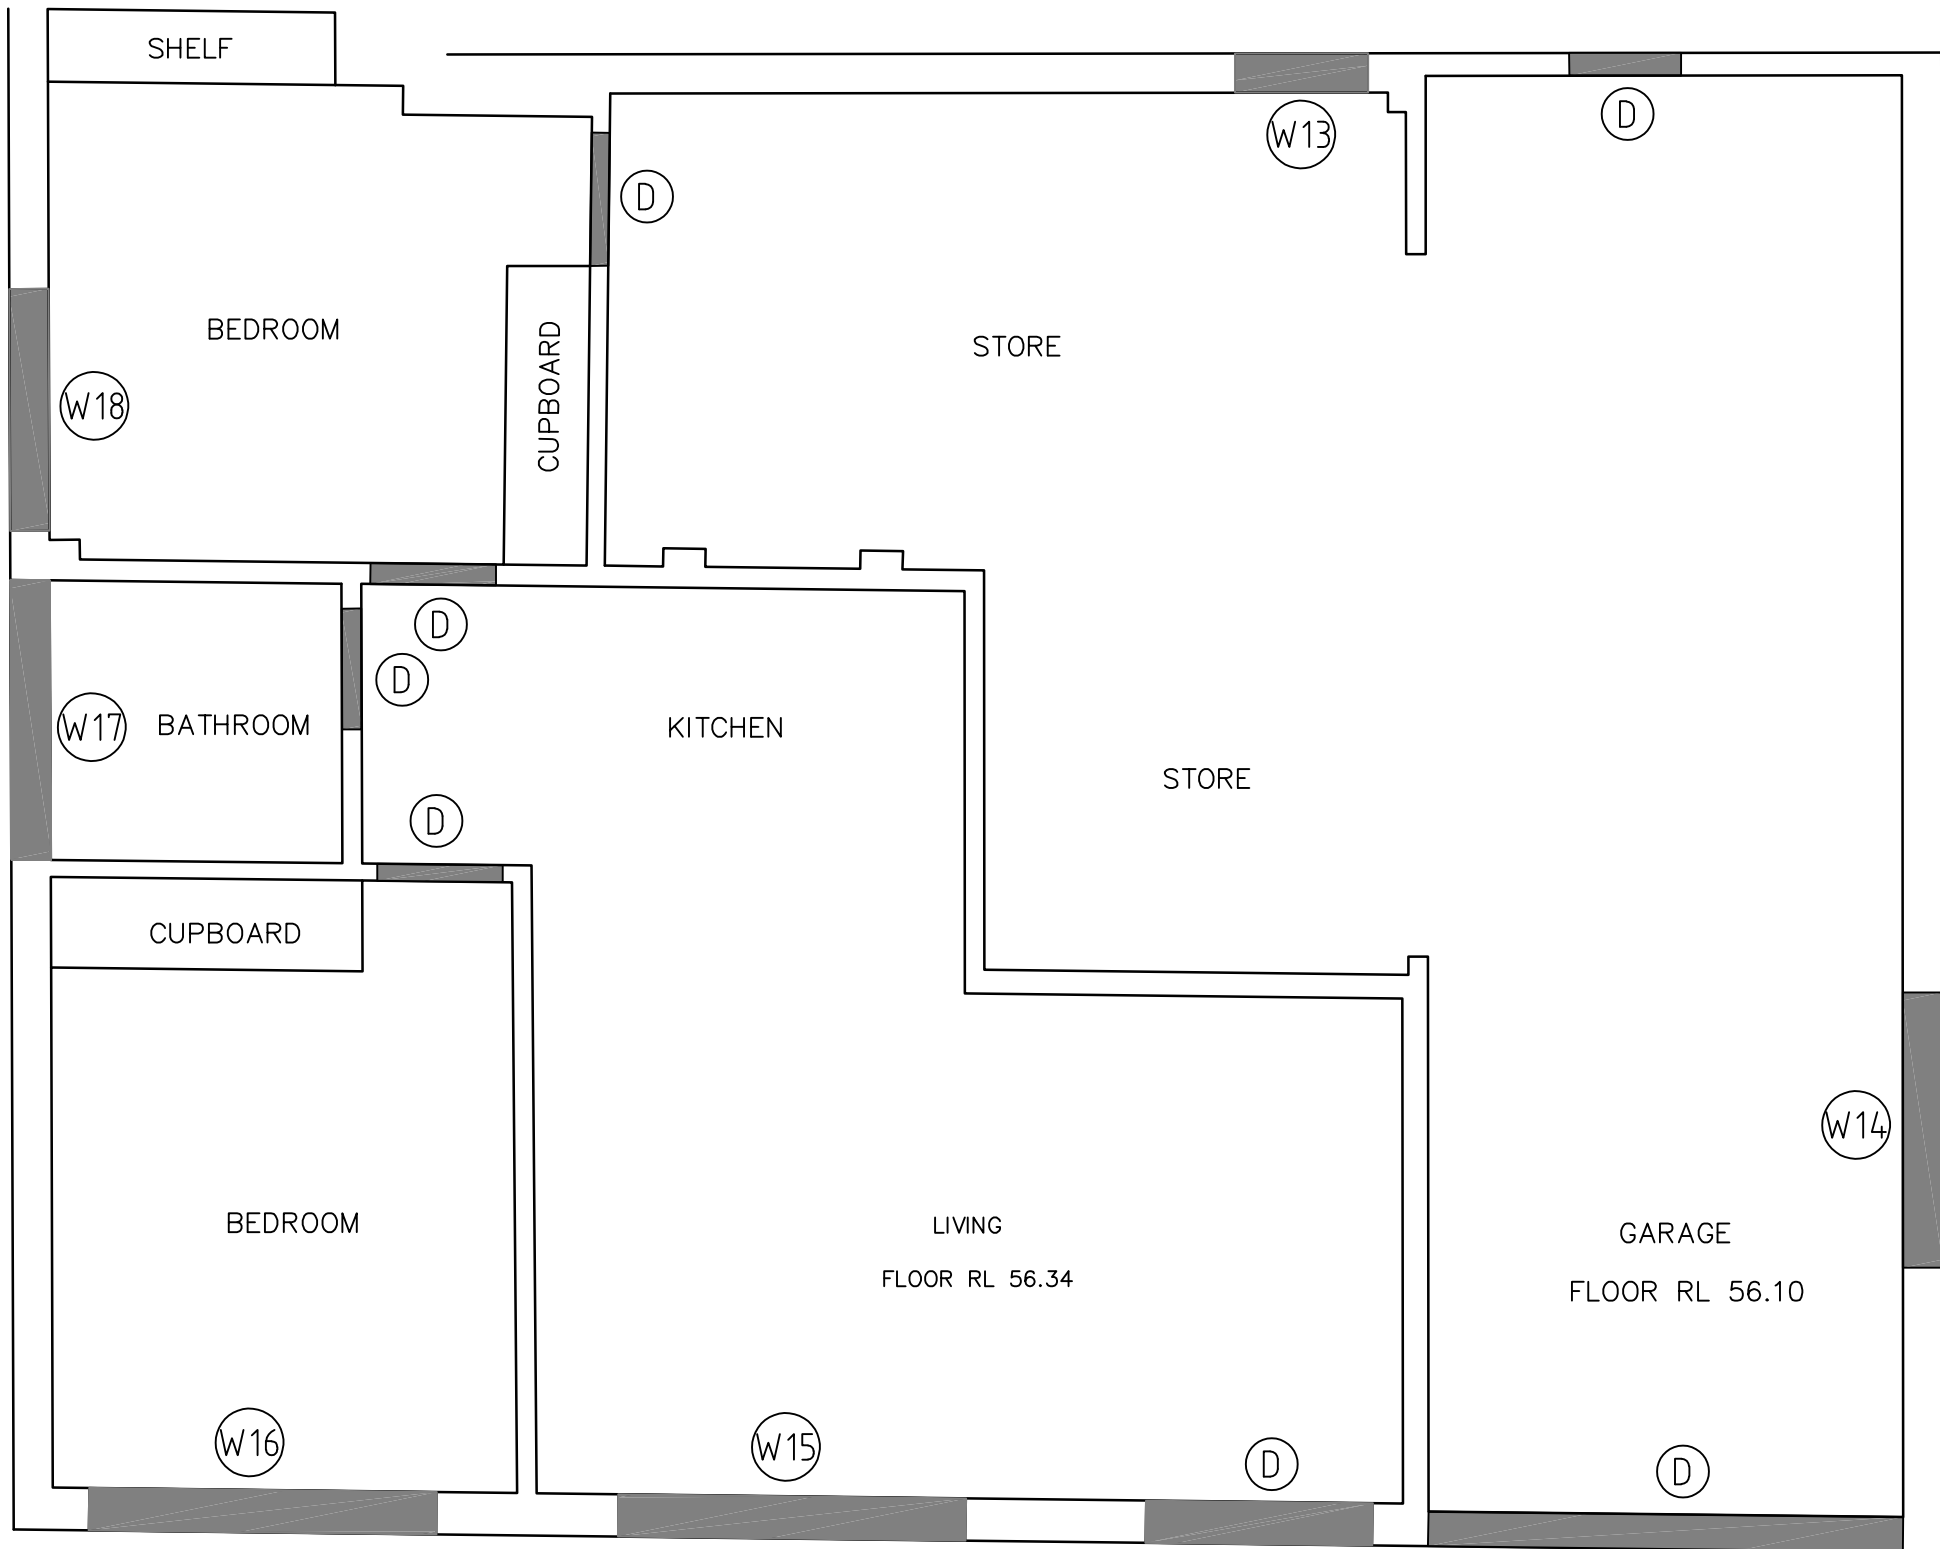 SHELF
W13
D
D
BEDROOM
STORE
W18
CUPBOARD
D
D
W17
BATHROOM
KITCHEN
STORE
D
CUPBOARD
W14
BEDROOM
LIVING
FLOOR RL 56.34
GARAGE
FLOOR RL 56.10
W16
W15
D
D